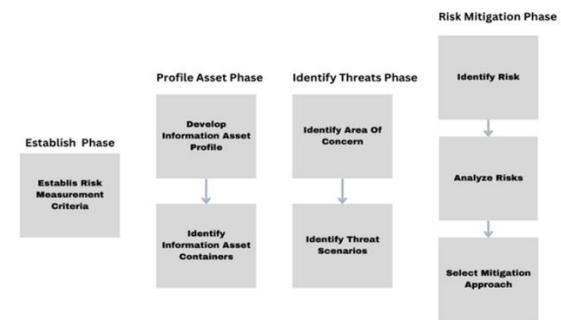 Establish Phase
Establis Risk
Measurement
Criteria
Profile Asset Phase
Develop
Information Asset
Profile
Identify
Information Asset
Containers
Identify Threats Phase
Identify Area Of
Concern
Identify Threat
Scenarios
Risk Mitigation Phase
Identify Risk
Analyze Risks
Select Mitigation
Approach